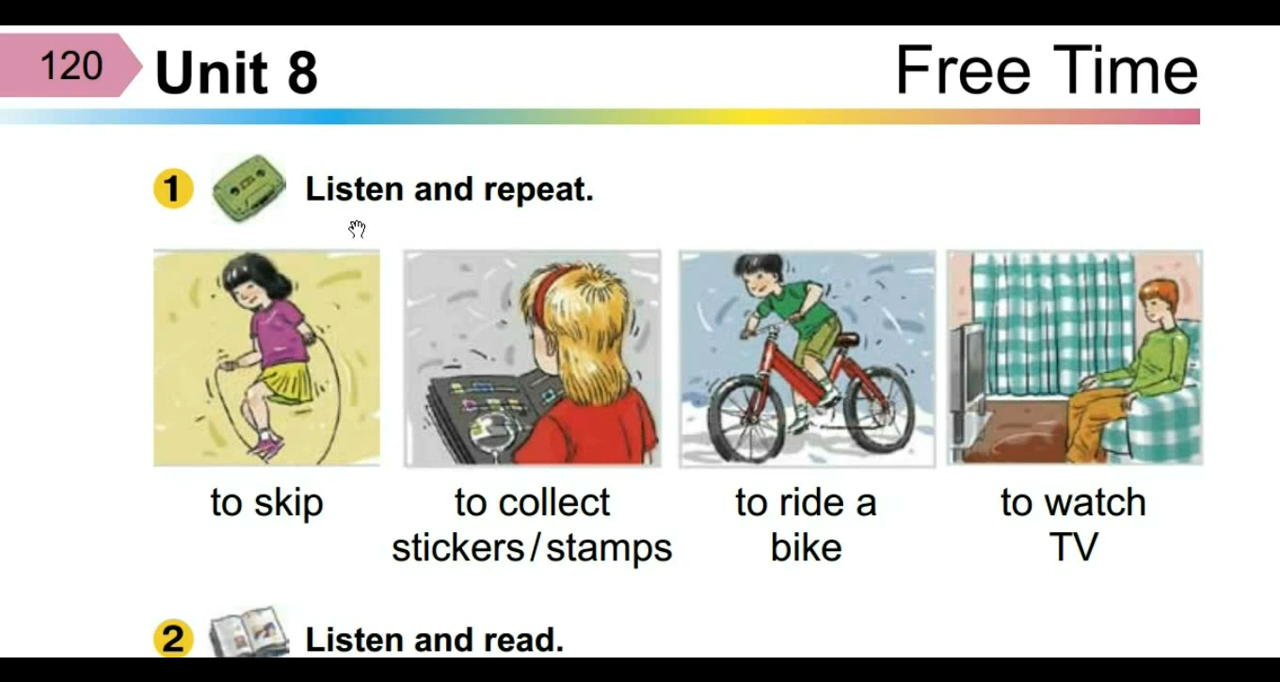 120 Unit 8 Free Time
1 Listen and repeat.
to skip
to collect
stickers/stamps
to ride a
bike
to watch
TV
2 Listen and read.